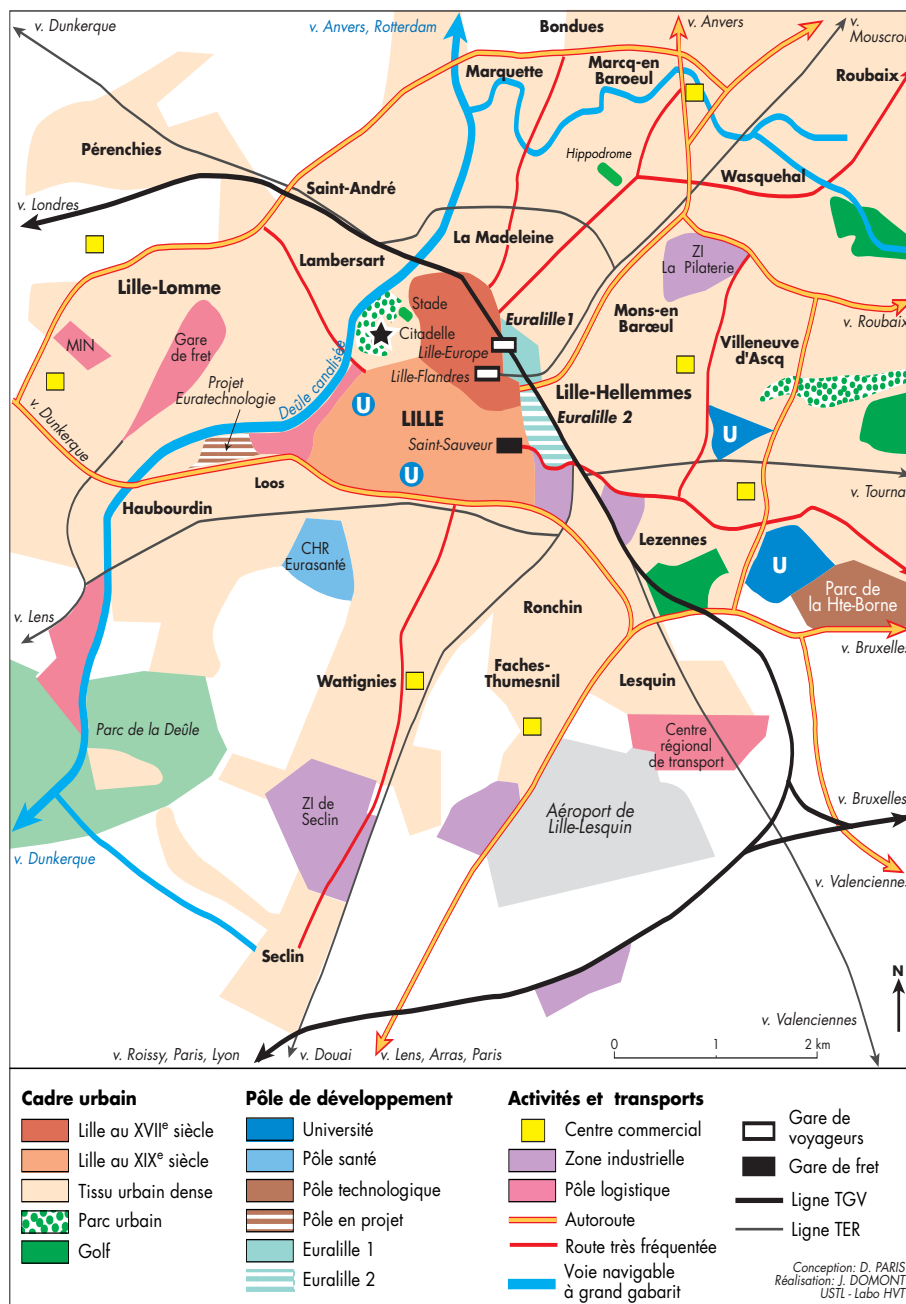 v. Dunkerque
v. Anvers, Rotterdam
Bondues
v. Anvers
v.
Mouscron
Marquette
Marcq-en
Baroeul
Roubaix
Pérenchies
Hippodrome
Wasquehal
Saint-André
v. Londres
La Madeleine
Lambersart
ZI
La Pilaterie
Lille-Lomme
Stade
Citadelle
Euralille 1
Mons-en
Barœul
v. Roubaix
MIN
Gare
de fret
Lille-Europe
Villeneuve
d'Ascq
Deûle canalisée
Lille-Flandres
Lille-Hellemmes
Projet
Euratechnologie
v. Dunkerque
U
LILLE
Euralille 2
U
Saint-Sauveur
U
Loos
v. Tournai
Haubourdin
CHR
Eurasanté
Lezennes
U
Parc de
la Hte-Borne
v. Lens
Ronchin
v. Bruxelles
Wattignies
Faches-
Thumesnil
Lesquin
Parc de la Deûle
Centre
régional
de transport
ZI de
Seclin
Aéroport de
Lille-Lesquin
v. Bruxelles
v. Dunkerque
v. Valenciennes
Seclin
N
v. Valenciennes
v. Roissy, Paris, Lyon
v. Douai
v. Lens, Arras, Paris
0 1 2 km
Cadre urbain
Lille au XVIIe siècle
Lille au XIXe siècle
Tissu urbain dense
Parc urbain
Golf
Pôle de développement
Université
Pôle santé
Pôle technologique
Pôle en projet
Euralille 1
Euralille 2
Activités et transports
Centre commercial
Zone industrielle
Pôle logistique
Autoroute
Route très fréquentée
Voie navigable
à grand gabarit
Gare de
voyageurs
Gare de fret
Ligne TGV
Ligne TER
Conception: D. PARIS
Réalisation: J. DOMONT
USTL - Labo HVT